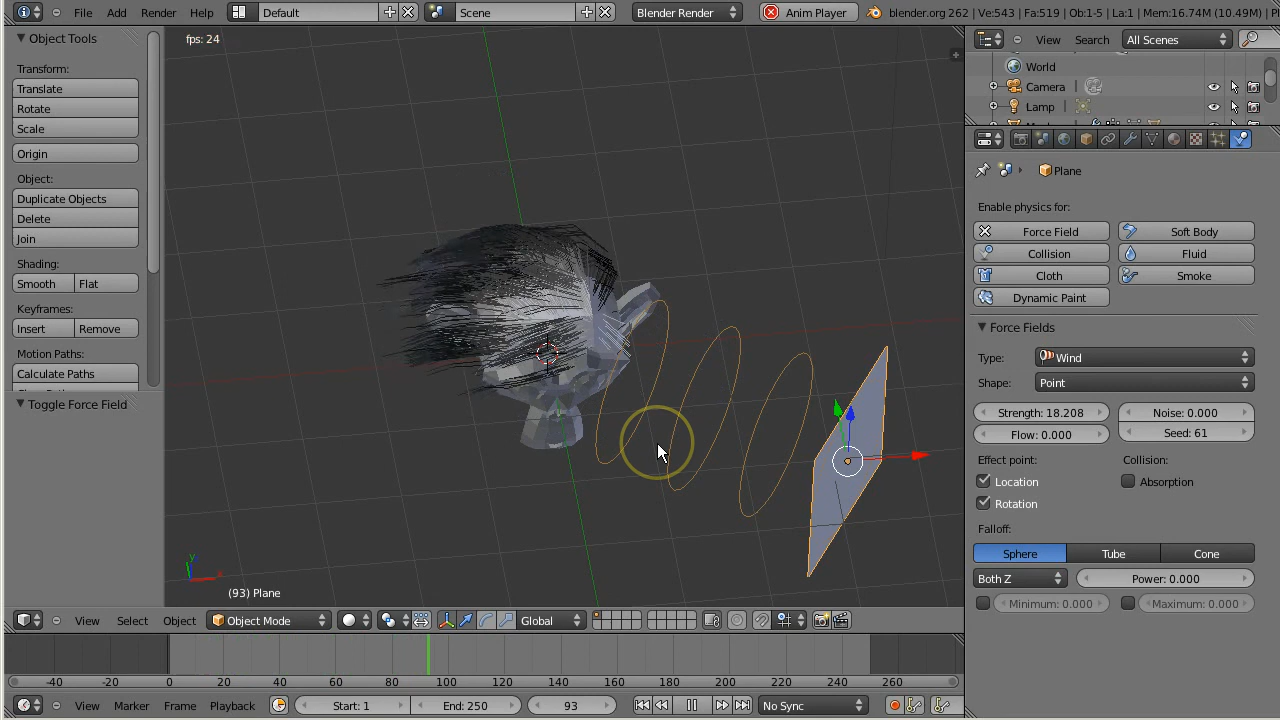 File Add Render Help Default Scene Blender Render Anim Player blender.org 262 | Ve:543 | Fa:519 | Ob:1-5 | La:1 | Mem:16.74M (10.49M) | P
Object Tools
Transform:
Translate
Rotate
Scale
Origin
Object:
Duplicate Objects
Delete
Join
Shading:
Smooth Flat
Keyframes:
Insert Remove
Motion Paths:
Calculate Paths
Toggle Force Field
fps: 24
(93) Plane
View Select Object Object Mode Global
-40 -20 0 20 40 60 80 100 120 140 160 180 200 220 240 260
View Marker Frame Playback Start: 1 End: 250 93 No Sync
View Search All Scenes
World
Camera
Lamp
Plane
Enable physics for:
Force Field Soft Body
Collision Fluid
Cloth Smoke
Dynamic Paint
Force Fields
Type: Wind
Shape: Point
Strength: 18.208 Noise: 0.000
Flow: 0.000 Seed: 61
Effect point: Collision:
Location Absorption
Rotation
Falloff:
Sphere Tube Cone
Both Z Power: 0.000
Minimum: 0.000 Maximum: 0.000